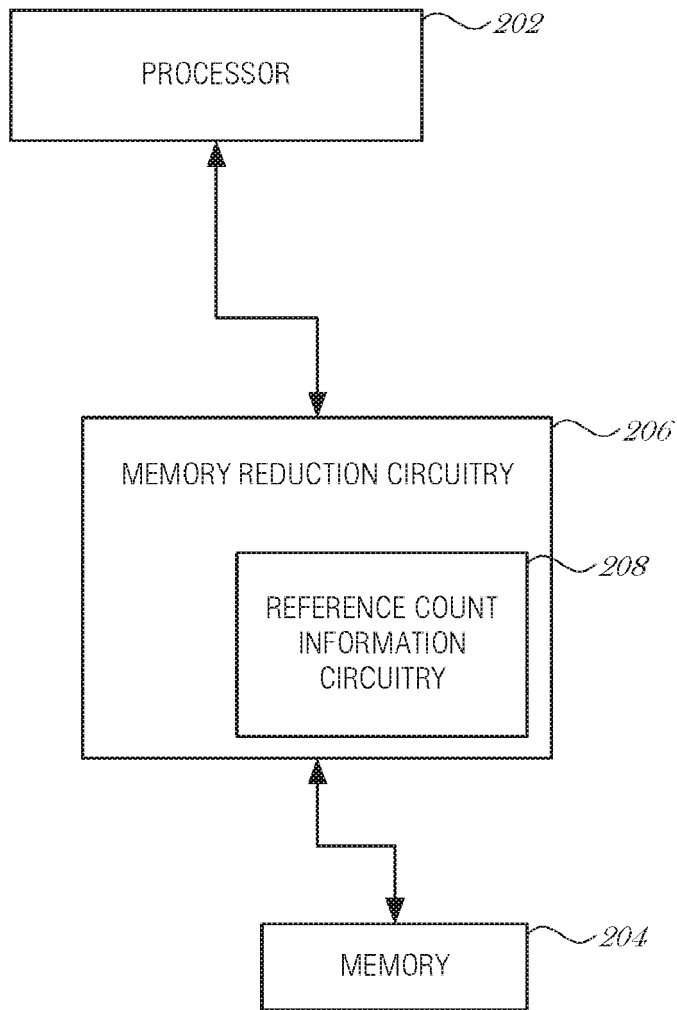 202
PROCESSOR
206
MEMORY REDUCTION CIRCUITRY
208
REFERENCE COUNT
INFORMATION
CIRCUITRY
204
MEMORY